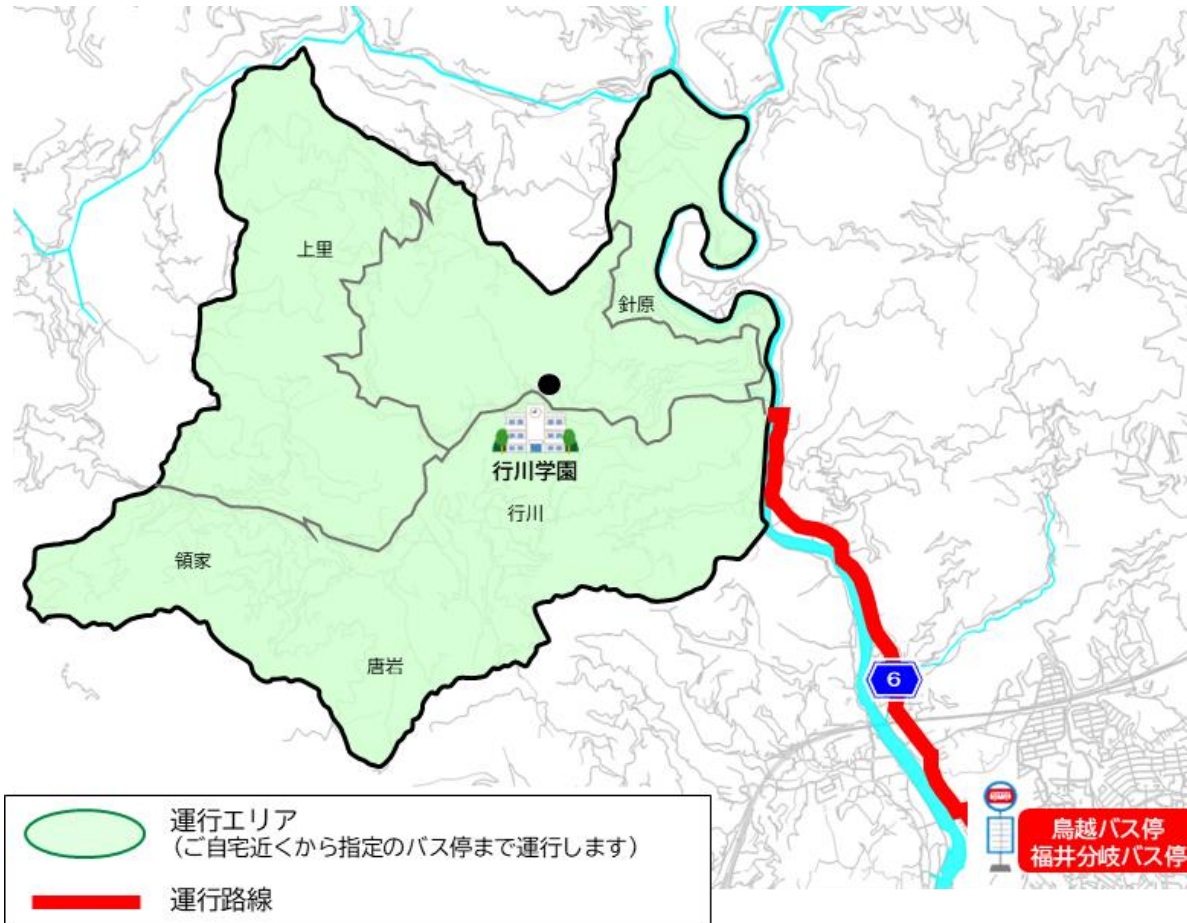 上里
針原
行川学園
行川
領家
唐岩
6
鳥越バス停
福井分岐バス停
運行エリア
(ご自宅近くから指定のバス停まで運行します)
運行路線